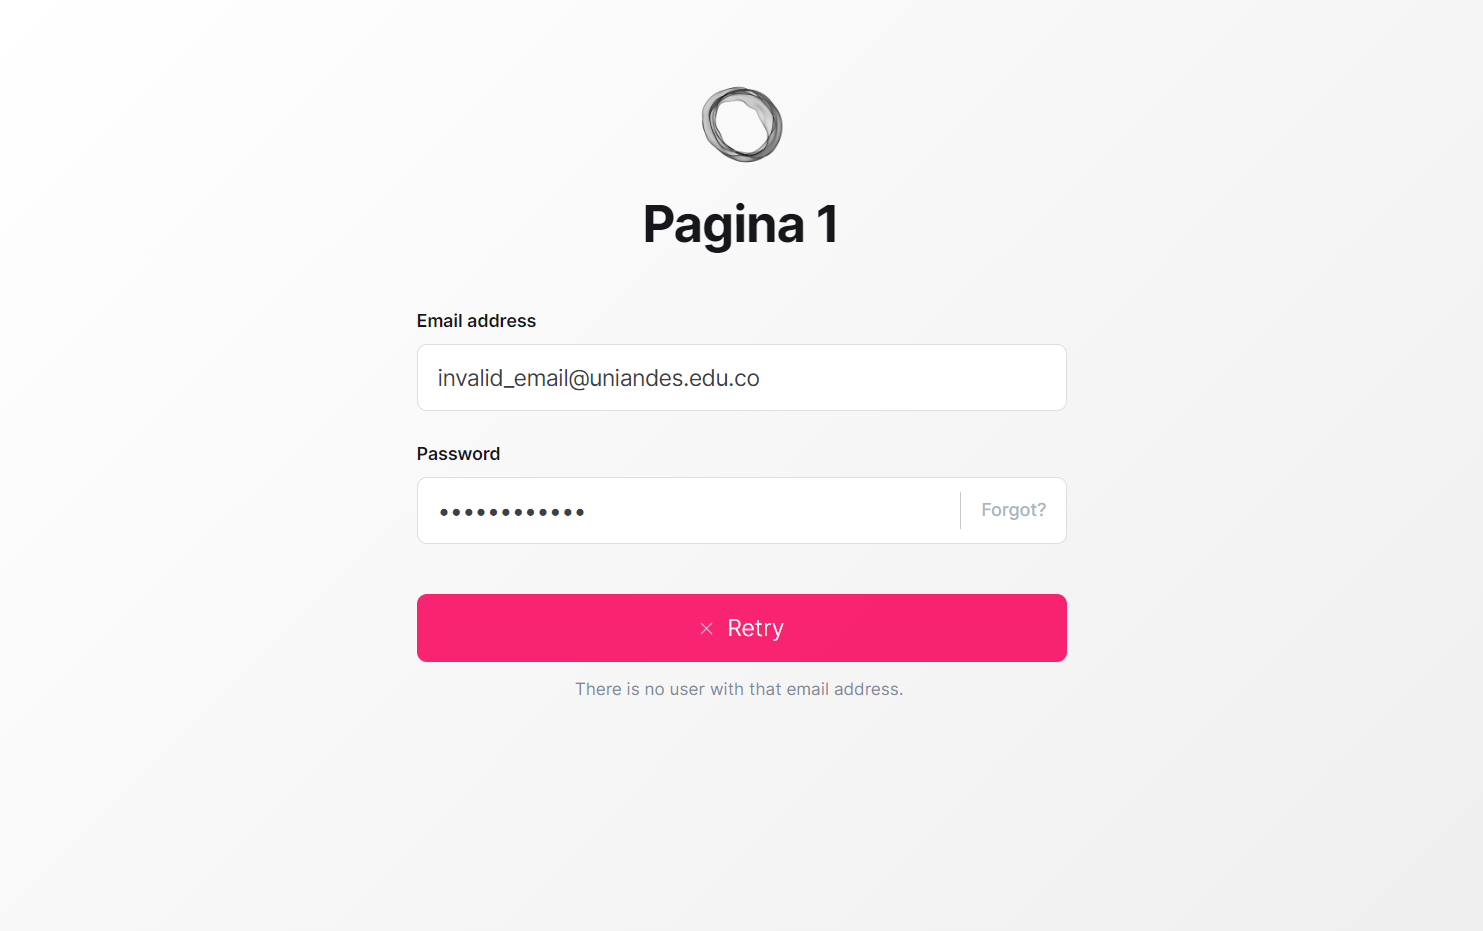 Pagina 1
Email address
invalid_email@uniandes.edu.co
Password
••••••••••••
Forgot?
Retry
There is no user with that email address.